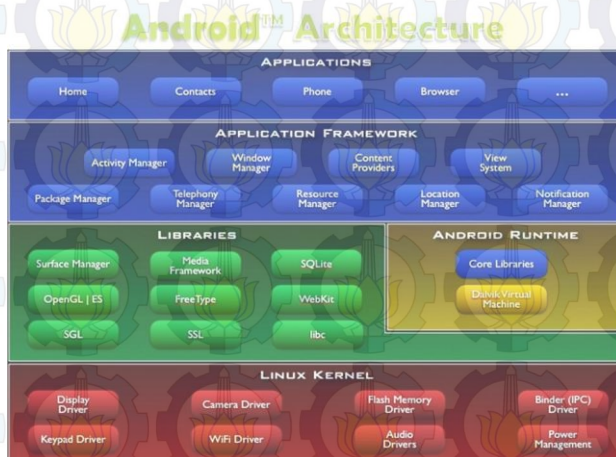 Android™ Architecture
APPLICATIONS
Home
Contacts
Phone
Browser
...
APPLICATION FRAMEWORK
Activity Manager
Window
Manager
Content
Providers
View
System
Package Manager
Telephony
Manager
Resource
Manager
Location
Manager
Notification
Manager
LIBRARIES
Surface Manager
Media
Framework
SQLite
OpenGL | ES
FreeType
WebKit
SGL
SSL
libc
ANDROID RUNTIME
Core Libraries
Dalvik Virtual
Machine
LINUX KERNEL
Display
Driver
Camera Driver
Flash Memory
Driver
Binder (IPC)
Driver
Keypad Driver
WiFi Driver
Audio
Drivers
Power
Management